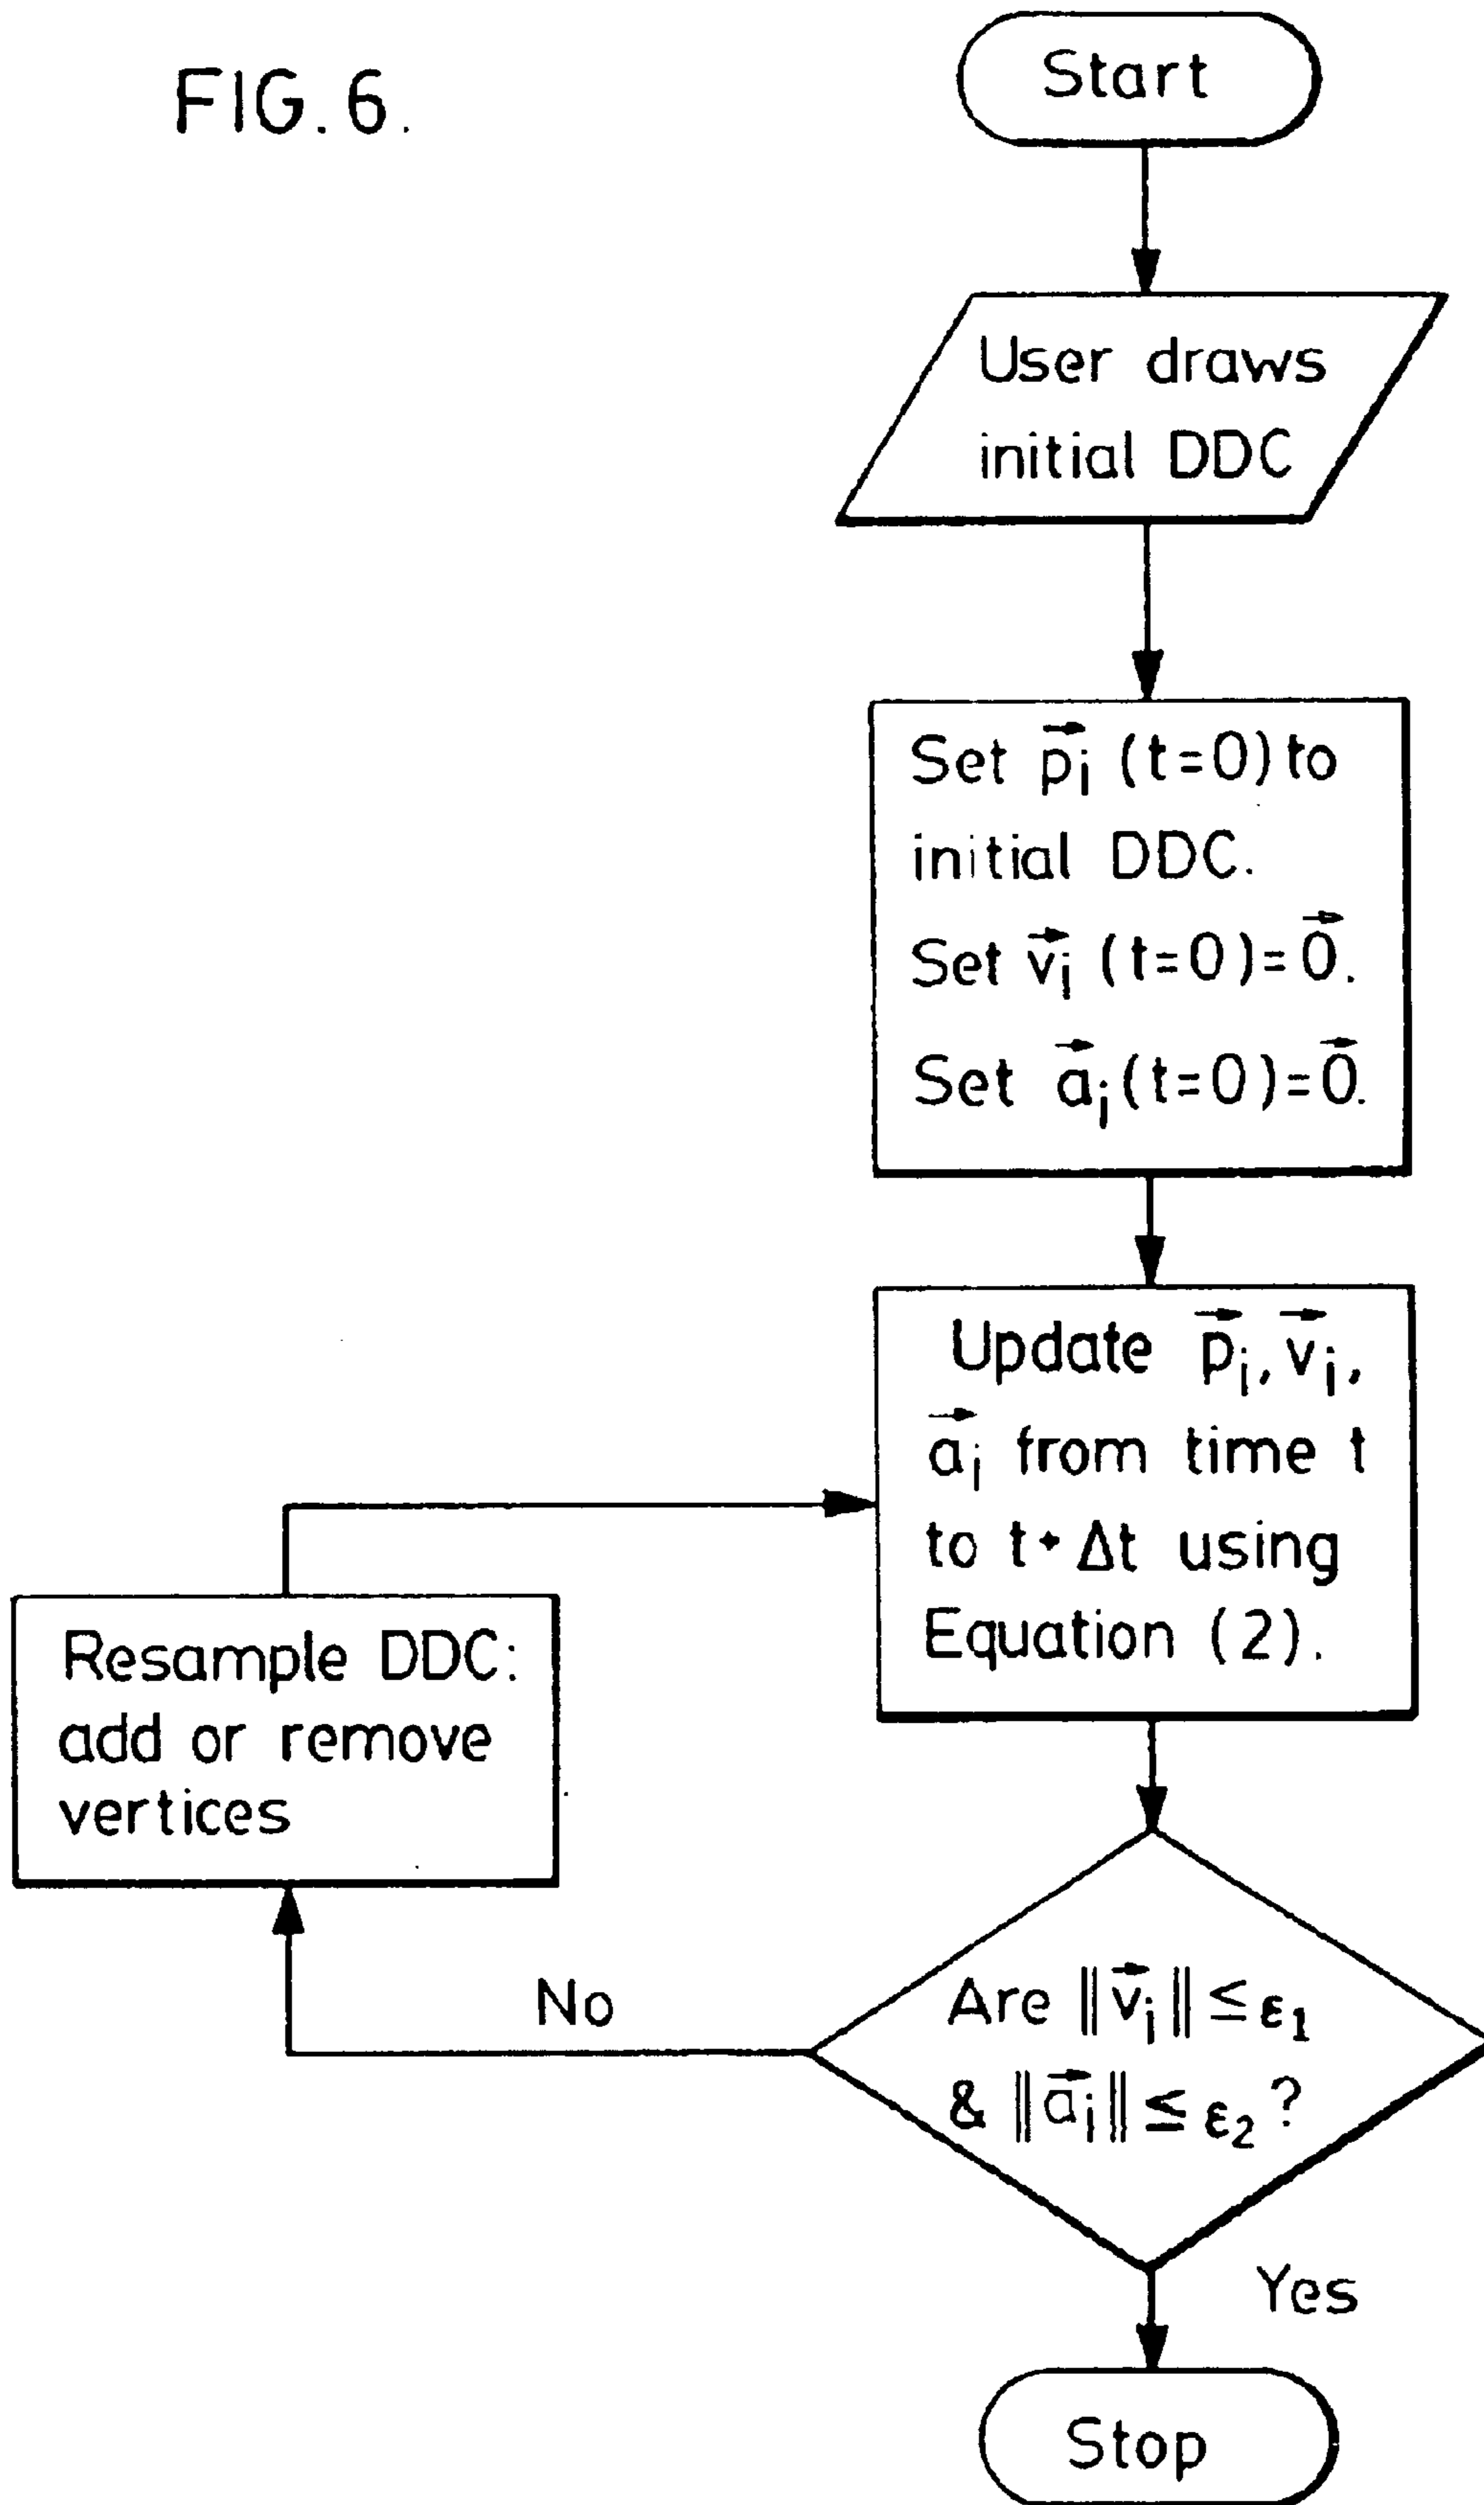 FIG.6.
Start
User draws
initial DDC
Set p⃗i (t=0) to
initial DDC.
Set v⃗i (t=0)=0⃗.
Set a⃗i (t=0)=0⃗.
Update p⃗i, v⃗i,
a⃗i from time t
to t+Δt using
Equation (2).
Resample DDC:
add or remove
vertices
No
Are ‖v⃗i‖ ≤ ε1
& ‖a⃗i‖ ≤ ε2?
Yes
Stop